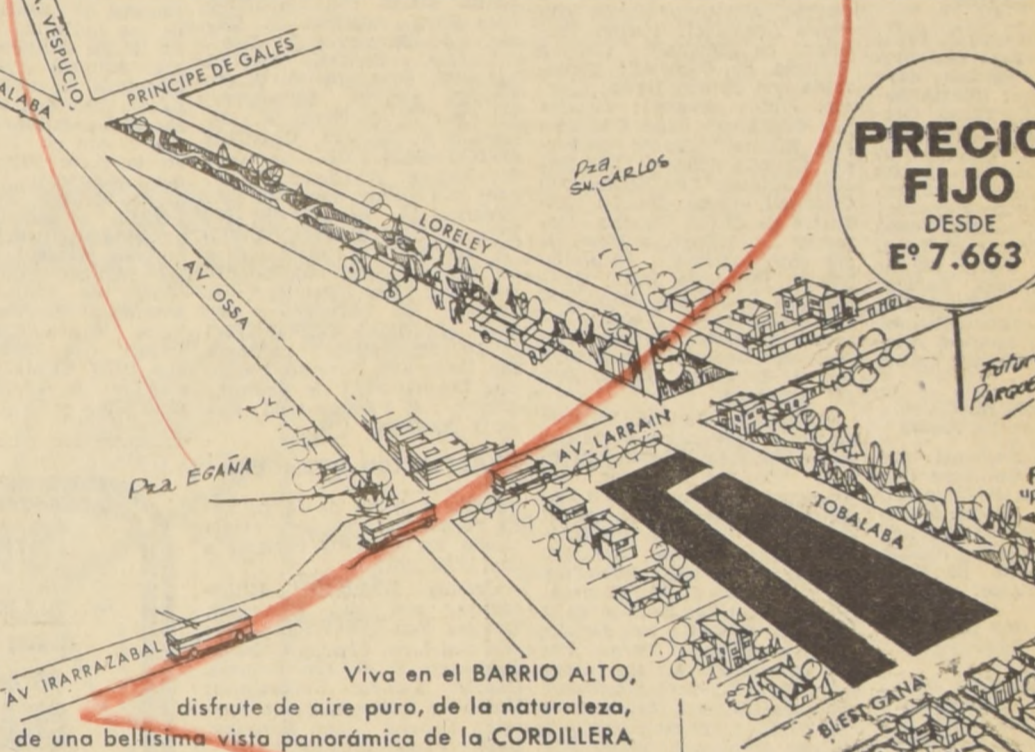 VESPUCIO
PRINCIPE DE GALES
ALABA
Pza.
SN. CARLOS
LORELEY
PRECIO
FIJO
DESDE
Eº 7.663
AV. OSSA
AV. LARRAIN
Pza EGAÑA
TOBALABA
AV IRARRAZABAL
BLEST GANA
Viva en el BARRIO ALTO,
disfrute de aire puro, de la naturaleza,
de una bellísima vista panorámica de la CORDILLERA